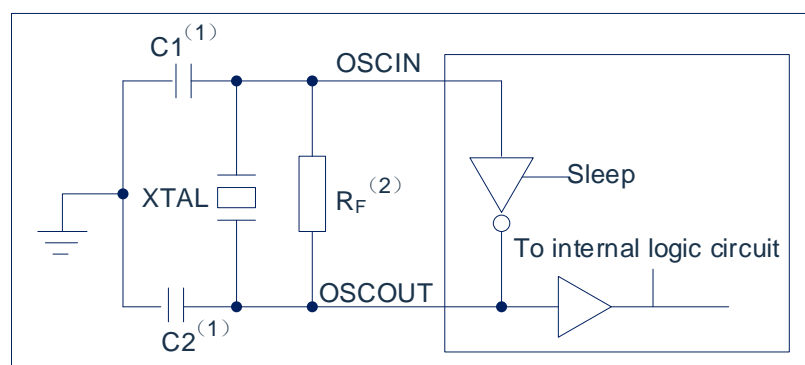 C1（1）
OSCIN
XTAL
RF（2）
Sleep
To internal logic circuit
OSCOUT
C2（1）